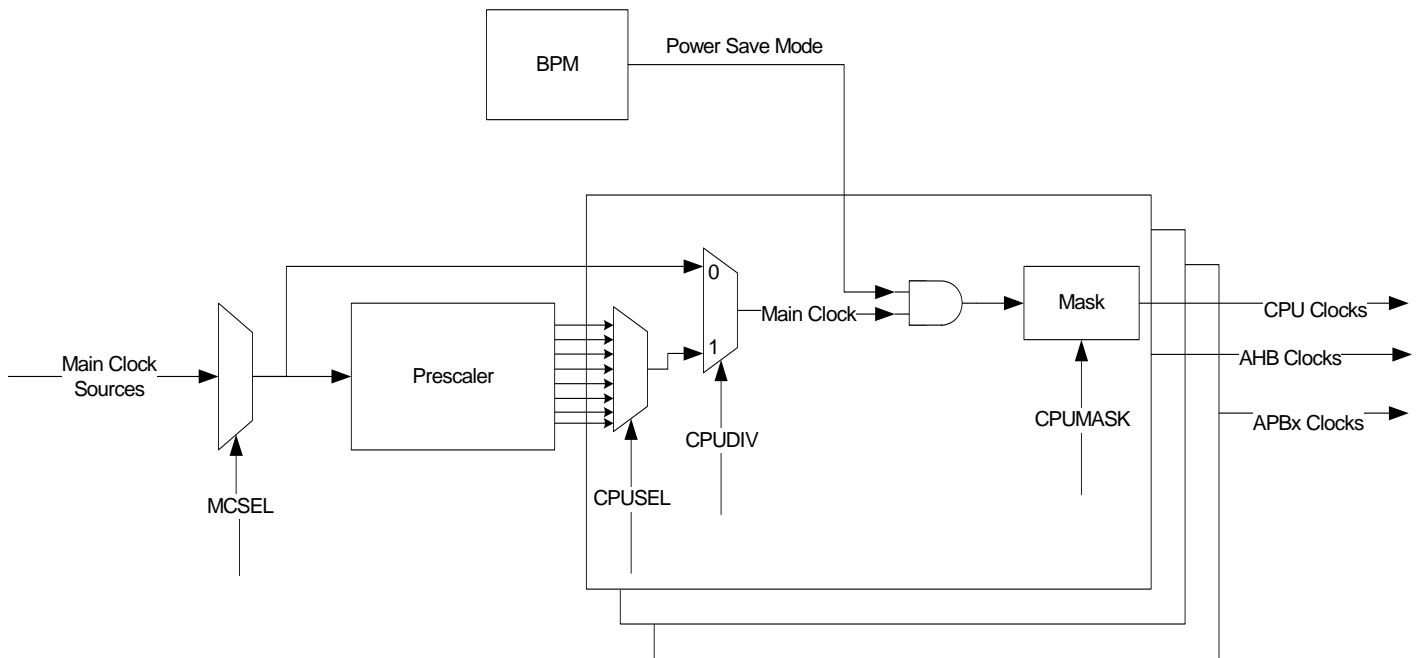 Power Save Mode
BPM
0
Main Clock
Mask
CPU Clocks
1
Main Clock
Sources
Prescaler
AHB Clocks
CPUDIV
CPUMASK
APBx Clocks
MCSEL
CPUSEL